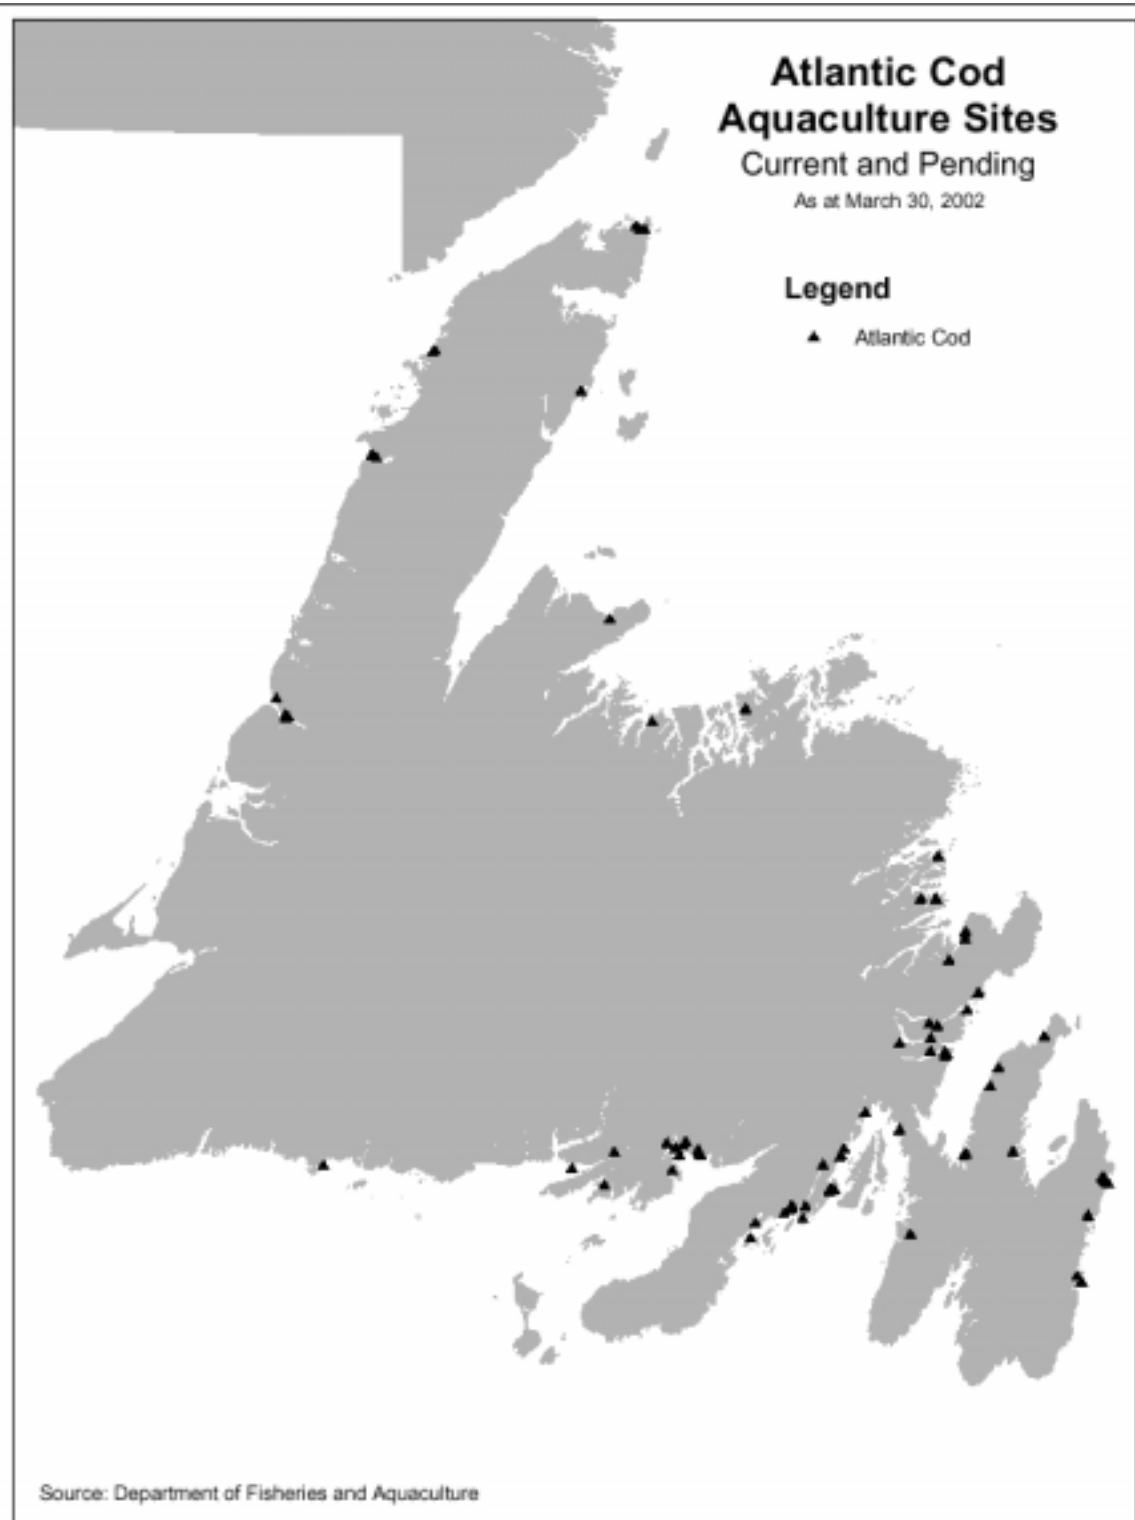 Atlantic Cod
Aquaculture Sites
Current and Pending
As at March 30, 2002
Legend
Atlantic Cod
Source: Department of Fisheries and Aquaculture